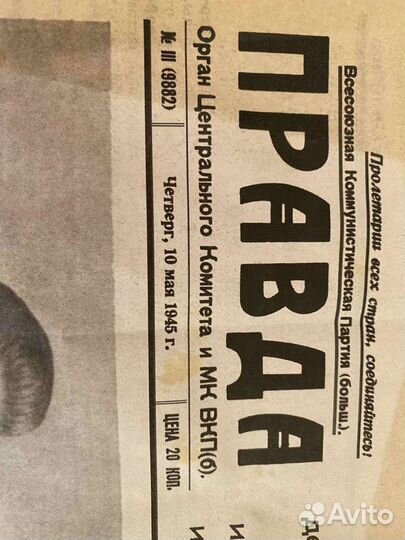 Пролетарии всех стран, соединяйтесь!
Всесоюзная Коммунистическая Партия (больш.).
ПРАВДА
Орган Центрального Комитета и МК ВКП(б).
№ 111 (9882) Четверг, 10 мая 1945 г. ЦЕНА 20 КОП.
Avito